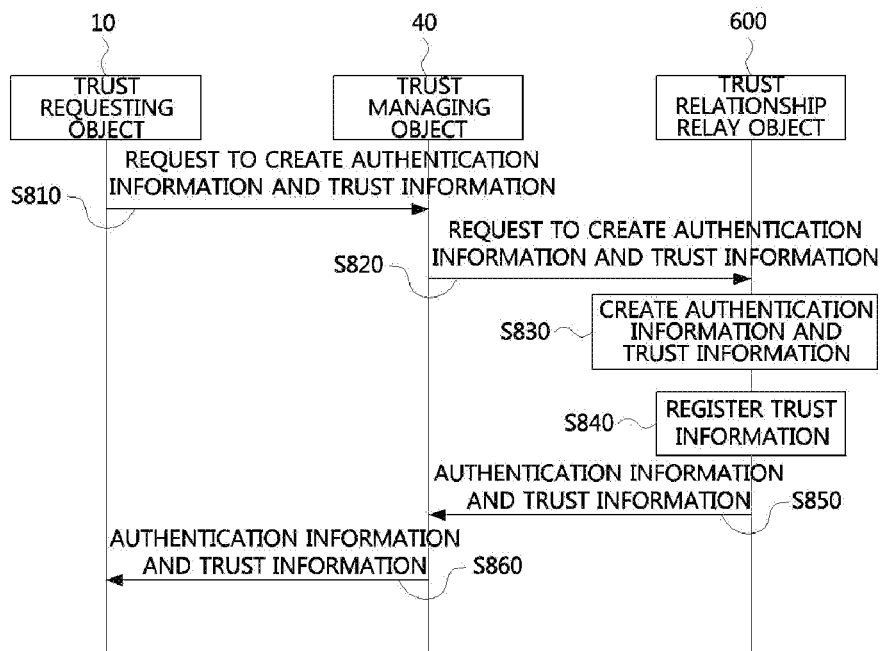 10
40
600
TRUST
REQUESTING
OBJECT
TRUST
MANAGING
OBJECT
TRUST
RELATIONSHIP
RELAY OBJECT
REQUEST TO CREATE AUTHENTICATION
INFORMATION AND TRUST INFORMATION
S810
REQUEST TO CREATE AUTHENTICATION
INFORMATION AND TRUST INFORMATION
S820
CREATE AUTHENTICATION
INFORMATION AND
TRUST INFORMATION
S830
REGISTER TRUST
INFORMATION
S840
AUTHENTICATION INFORMATION
AND TRUST INFORMATION
S850
AUTHENTICATION INFORMATION
AND TRUST INFORMATION
S860